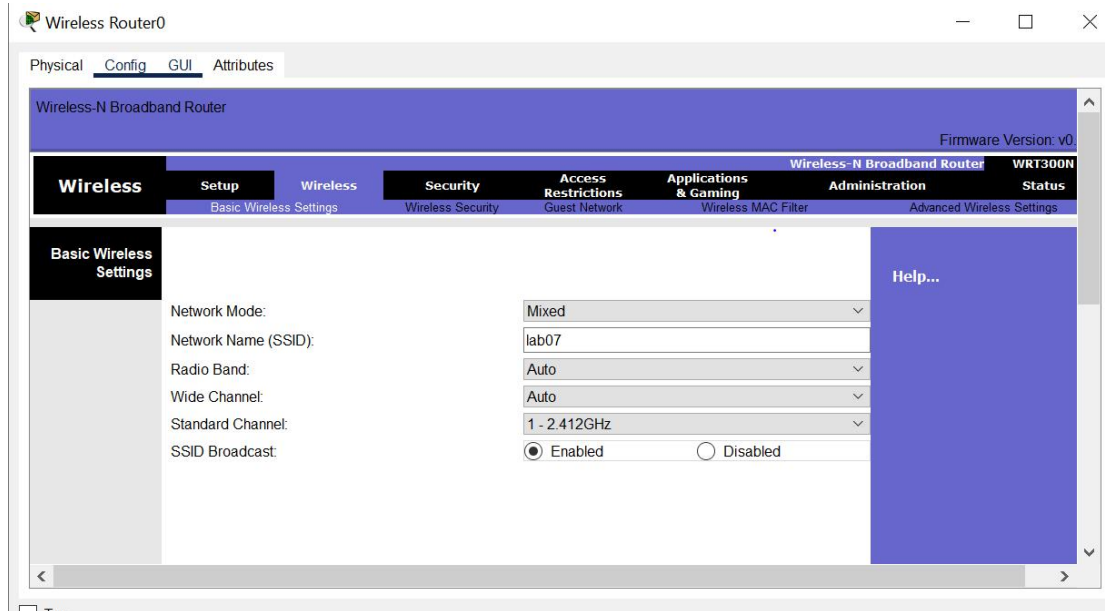 Wireless Router0
Physical Config GUI Attributes
Wireless-N Broadband Router
Firmware Version: v0.
Wireless-N Broadband Router WRT300N
Wireless
Setup Wireless Security Access Restrictions Applications & Gaming Administration Status
Basic Wireless Settings Wireless Security Guest Network Wireless MAC Filter Advanced Wireless Settings
Basic Wireless
Settings
Help...
Network Mode: Mixed
Network Name (SSID): lab07
Radio Band: Auto
Wide Channel: Auto
Standard Channel: 1 - 2.412GHz
SSID Broadcast: Enabled Disabled